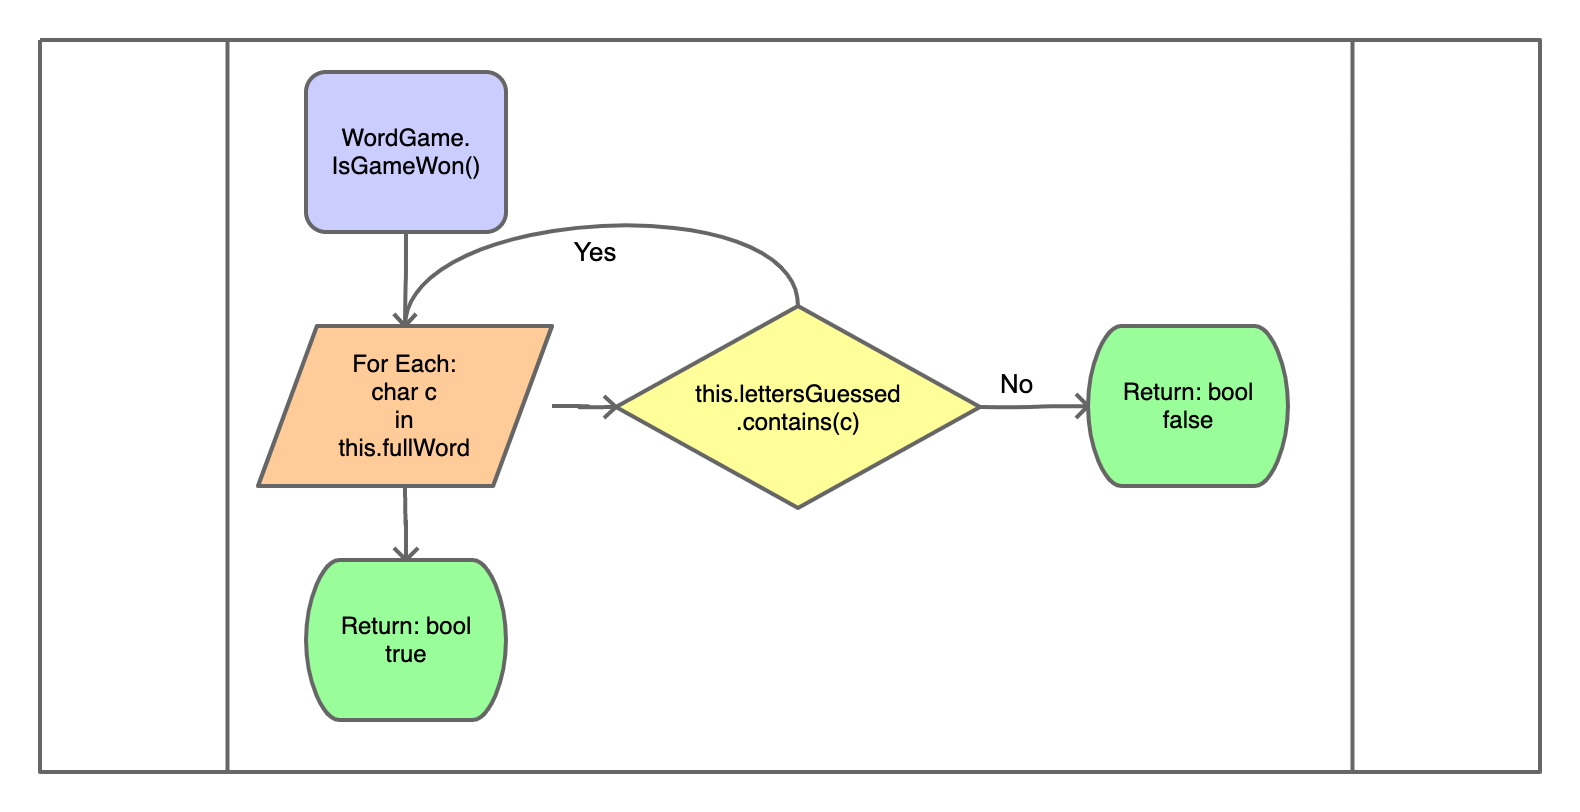 WordGame.
IsGameWon()
Yes
For Each:
char c
in
this.fullWord
this.lettersGuessed
.contains(c)
No
Return: bool
false
Return: bool
true